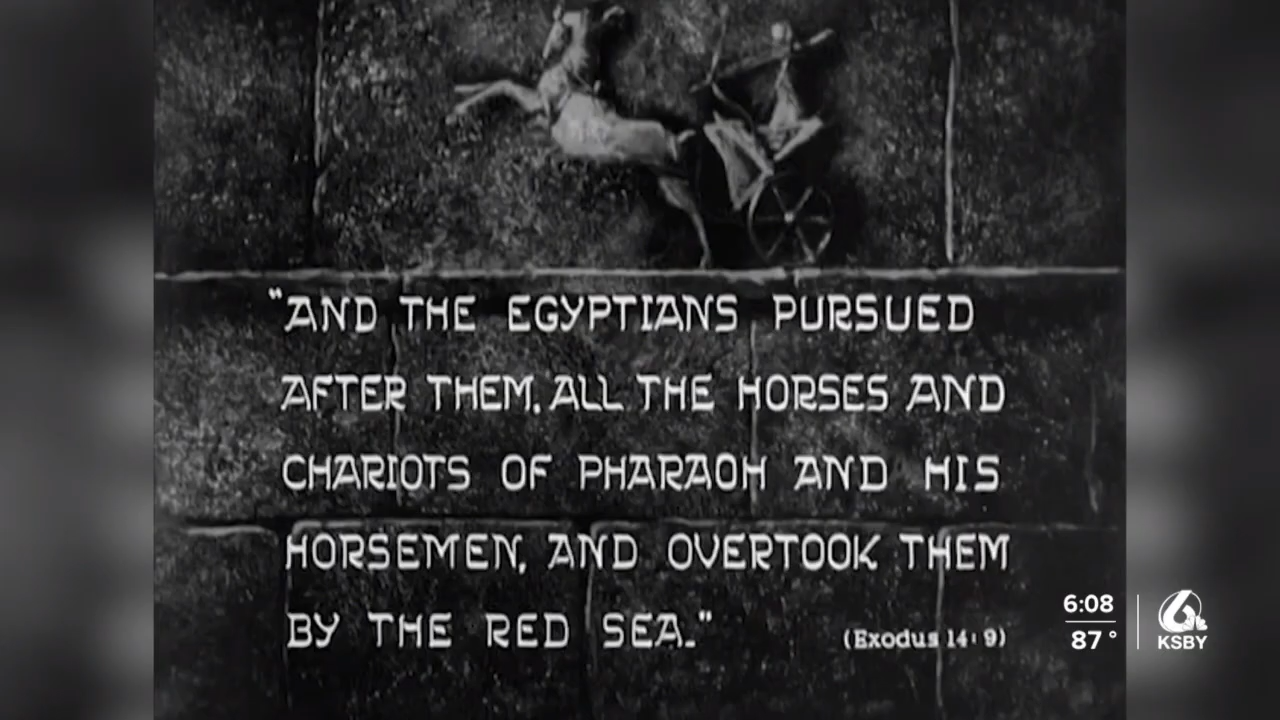 "AND THE EGYPTIANS PURSUED
AFTER THEM, ALL THE HORSES AND
CHARIOTS OF PHARAOH AND HIS
HORSEMEN, AND OVERTOOK THEM
BY THE RED SEA."
(Exodus 14:9)
6:08
87°
6
KSBY